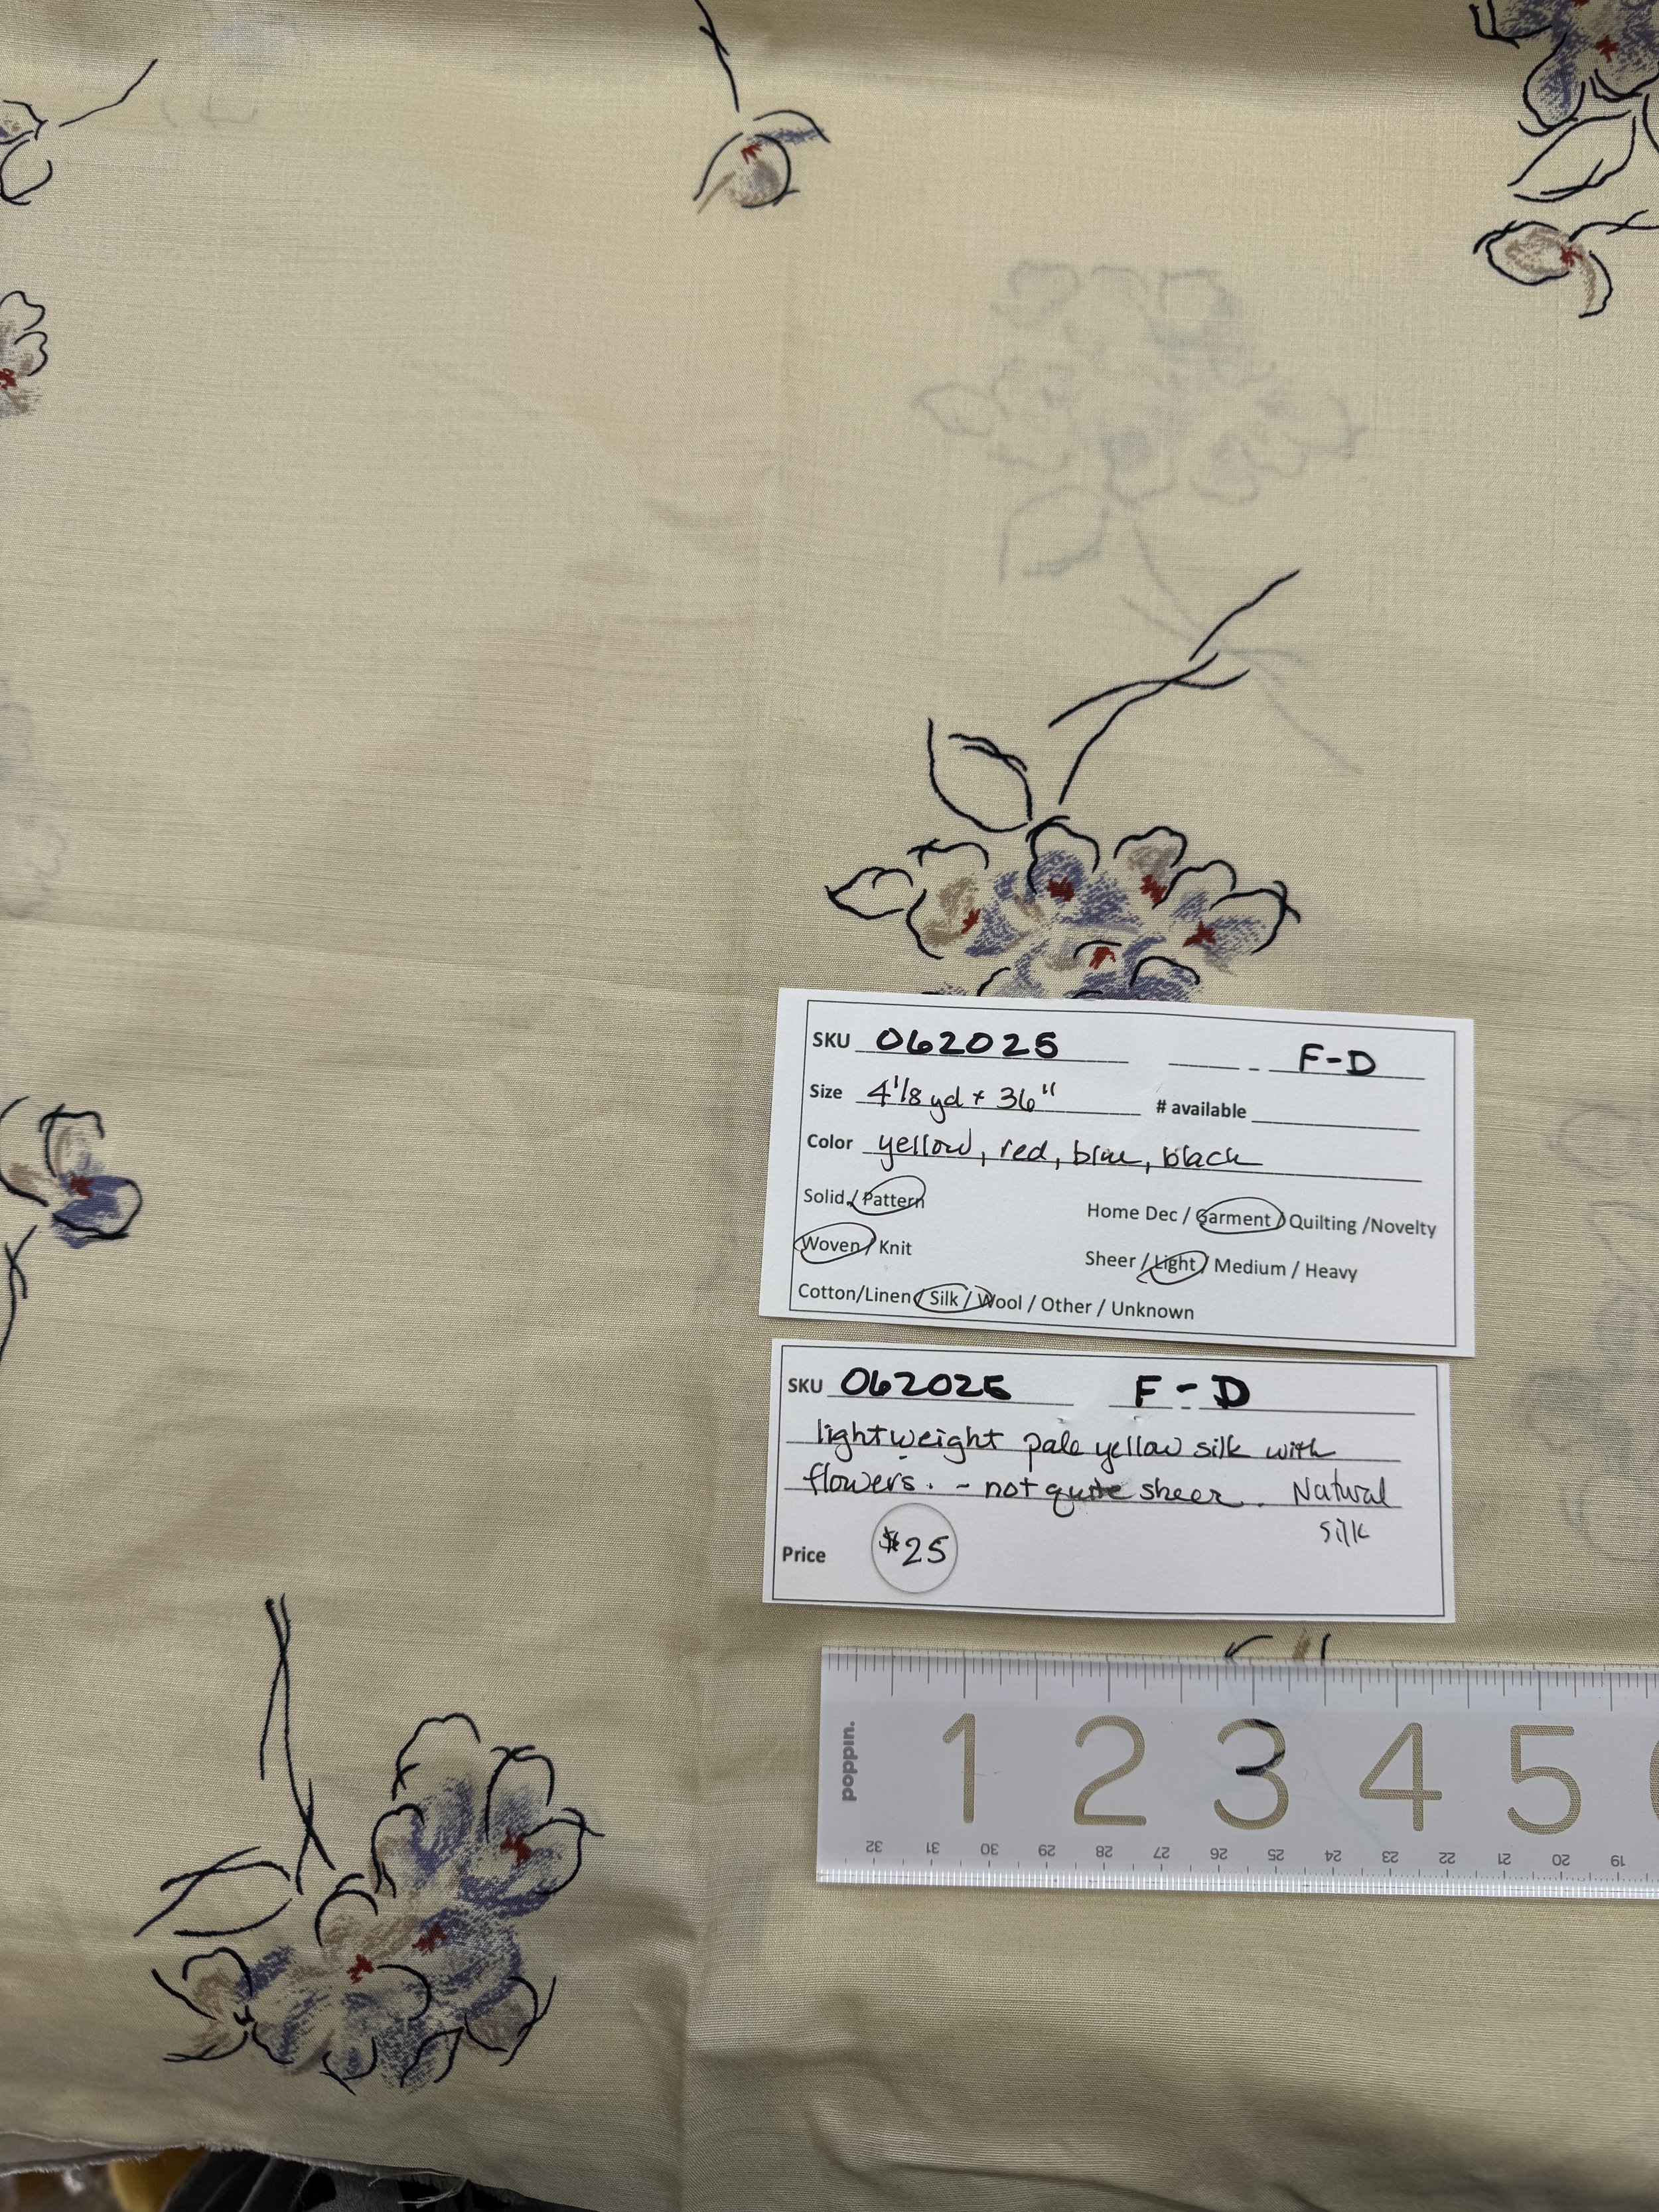 SKU 062025 - F-D
Size 4 1/8 yd + 36" # available
Color yellow, red, blue, black
Solid / Pattern Home Dec / Garment / Quilting /Novelty
Woven / Knit Sheer / Light / Medium / Heavy
Cotton/Linen / Silk / Wool / Other / Unknown
SKU 062025 F - D
lightweight pale yellow silk with
flowers. - not quite sheer. Natural
silk
Price $25
poppin.
1 2 3 4 5
32 31 30 29 28 27 26 25 24 23 22 21 20 19